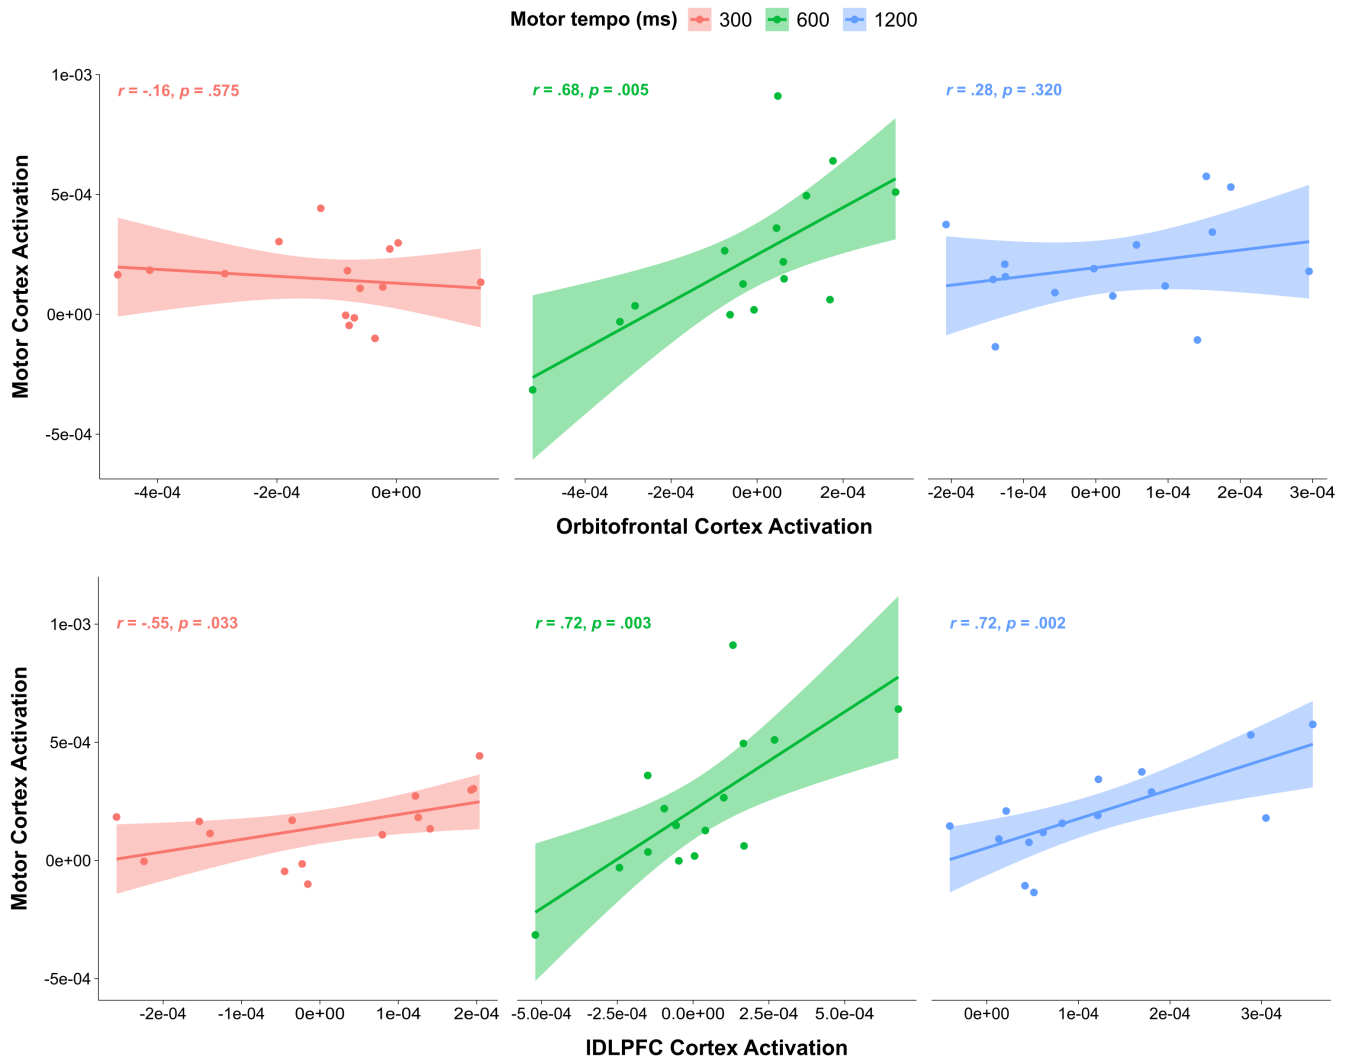 Motor tempo (ms) 300 600 1200
r = -.16, p = .575
r = .68, p = .005
r = .28, p = .320
1e-03
5e-04
0e+00
-5e-04
Motor Cortex Activation
-4e-04 -2e-04 0e+00
-4e-04 -2e-04 0e+00 2e-04
-2e-04 -1e-04 0e+00 1e-04 2e-04 3e-04
Orbitofrontal Cortex Activation
r = -.55, p = .033
r = .72, p = .003
r = .72, p = .002
1e-03
5e-04
0e+00
-5e-04
Motor Cortex Activation
-2e-04 -1e-04 0e+00 1e-04 2e-04
-5.0e-04 -2.5e-04 0.0e+00 2.5e-04 5.0e-04
0e+00 1e-04 2e-04 3e-04
lDLPFC Cortex Activation